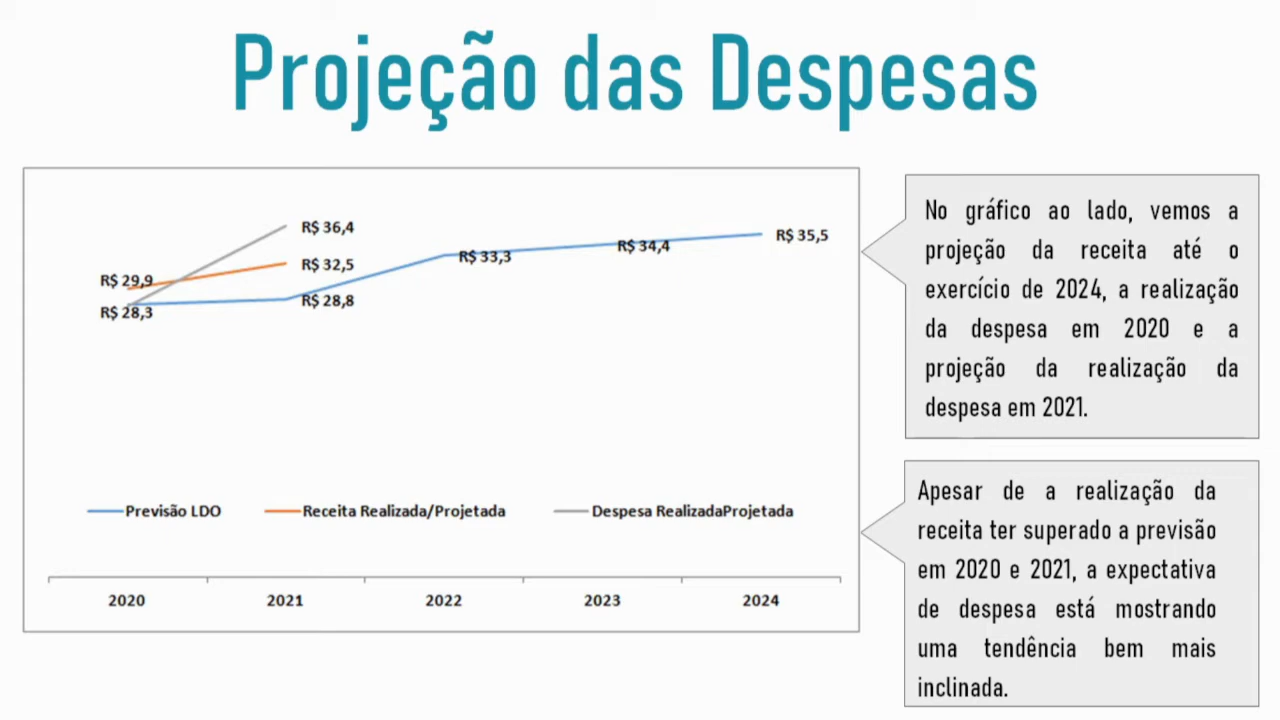 Projeção das Despesas
R$ 36,4
R$ 32,5
R$ 29,9
R$ 28,3
R$ 28,8
R$ 33,3
R$ 34,4
R$ 35,5
Previsão LDO
Receita Realizada/Projetada
Despesa RealizadaProjetada
2020
2021
2022
2023
2024
No gráfico ao lado, vemos a
projeção da receita até o
exercício de 2024, a realização
da despesa em 2020 e a
projeção da realização da
despesa em 2021.
Apesar de a realização da
receita ter superado a previsão
em 2020 e 2021, a expectativa
de despesa está mostrando
uma tendência bem mais
inclinada.